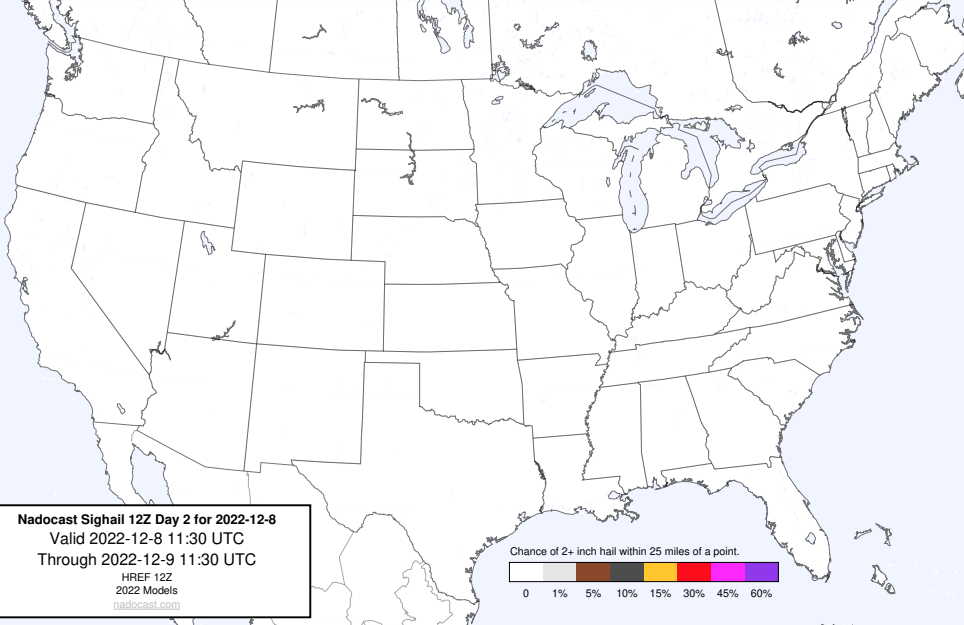 Nadocast Sighail 12Z Day 2 for 2022-12-8
Valid 2022-12-8 11:30 UTC
Through 2022-12-9 11:30 UTC
HREF 12Z
2022 Models
nadocast.com
Chance of 2+ inch hail within 25 miles of a point.
0 1% 5% 10% 15% 30% 45% 60%